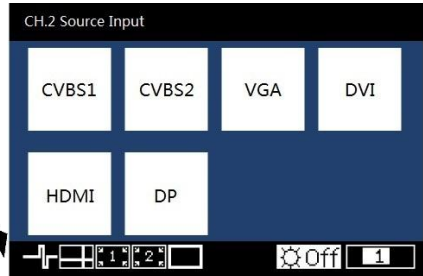 CH.2 Source Input
CVBS1 CVBS2 VGA DVI
HDMI DP
1 2 Off 1